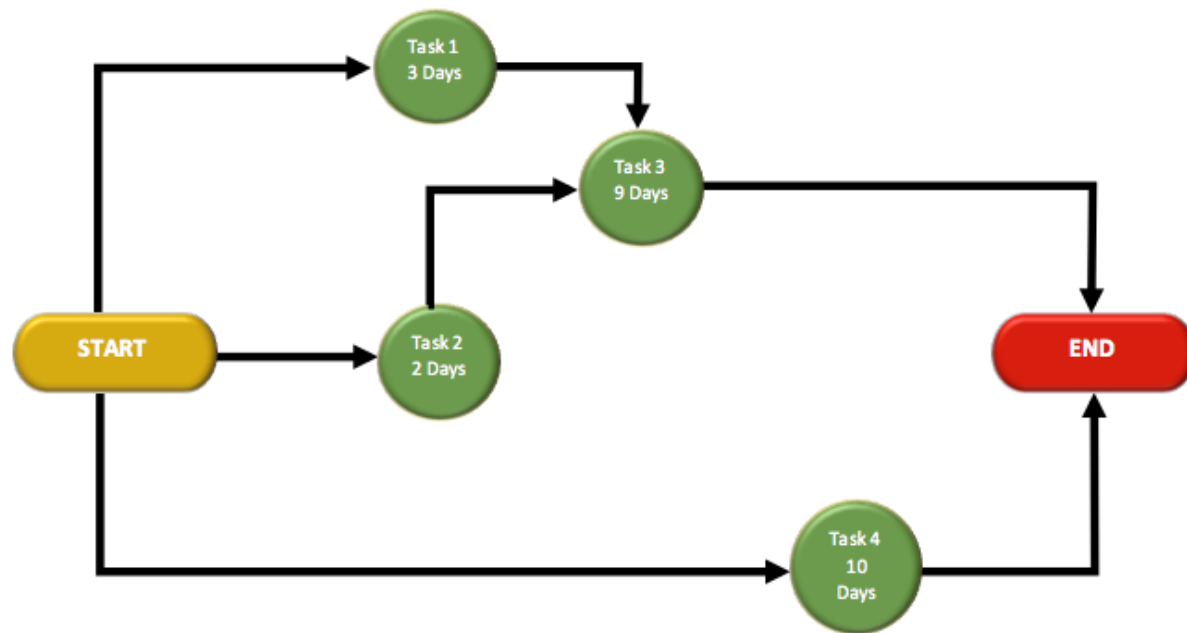 Task 1
3 Days
Task 3
9 Days
START
Task 2
2 Days
END
Task 4
10
Days